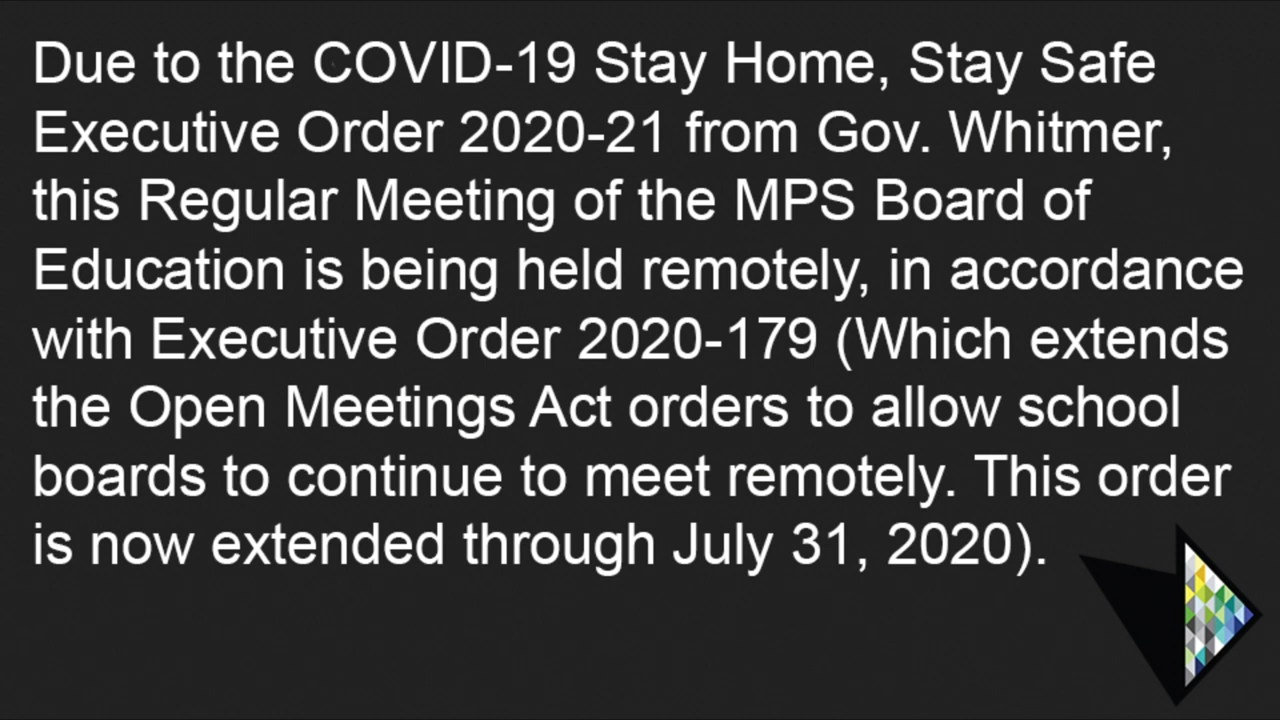 Due to the COVID-19 Stay Home, Stay Safe
Executive Order 2020-21 from Gov. Whitmer,
this Regular Meeting of the MPS Board of
Education is being held remotely, in accordance
with Executive Order 2020-179 (Which extends
the Open Meetings Act orders to allow school
boards to continue to meet remotely. This order
is now extended through July 31, 2020).